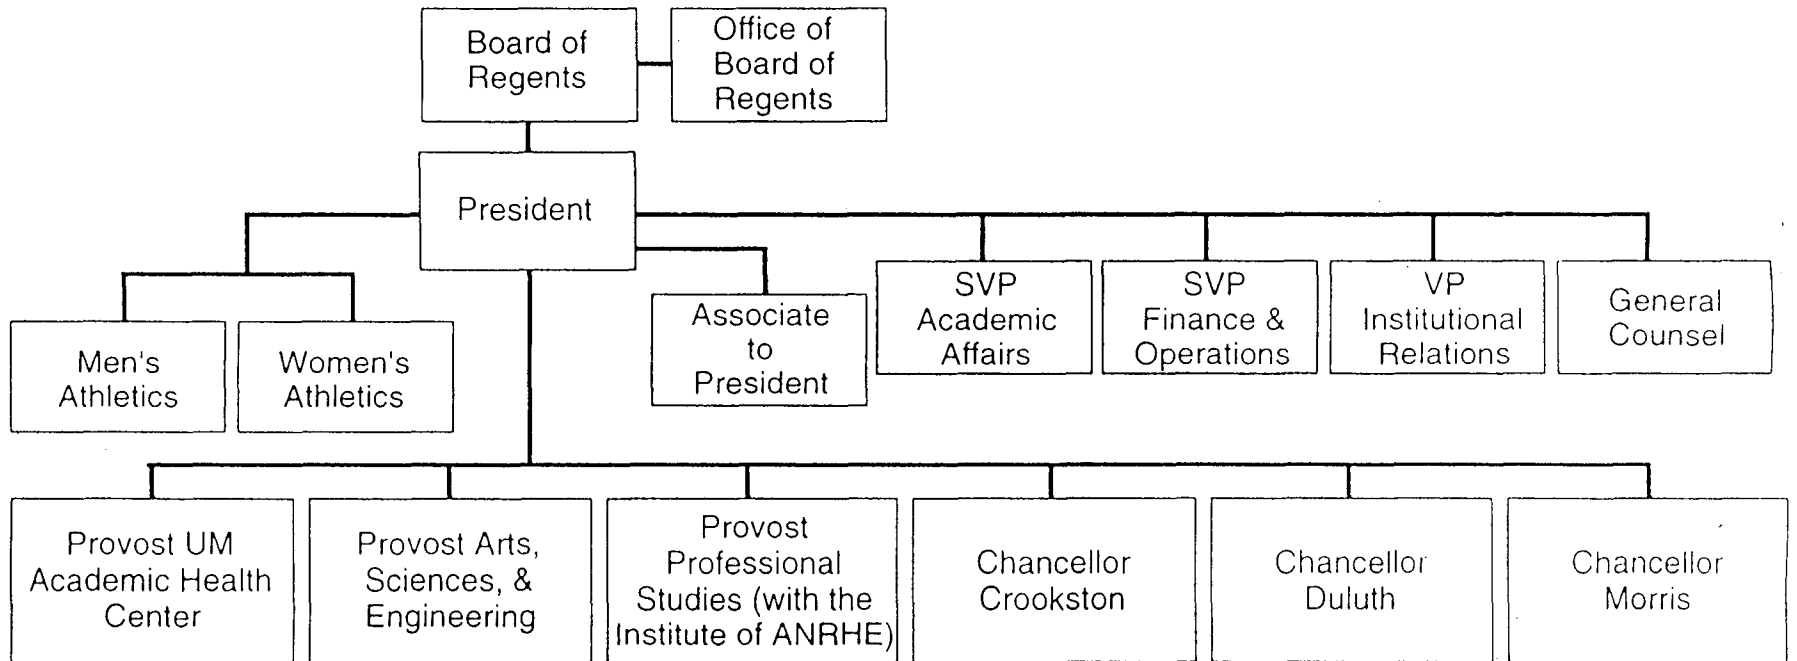 Board of
Regents
Office of
Board of
Regents
President
Men's
Athletics
Women's
Athletics
Associate
to
President
SVP
Academic
Affairs
SVP
Finance &
Operations
VP
Institutional
Relations
General
Counsel
Provost UM
Academic Health
Center
Provost Arts,
Sciences, &
Engineering
Provost
Professional
Studies (with the
Institute of ANRHE)
Chancellor
Crookston
Chancellor
Duluth
Chancellor
Morris